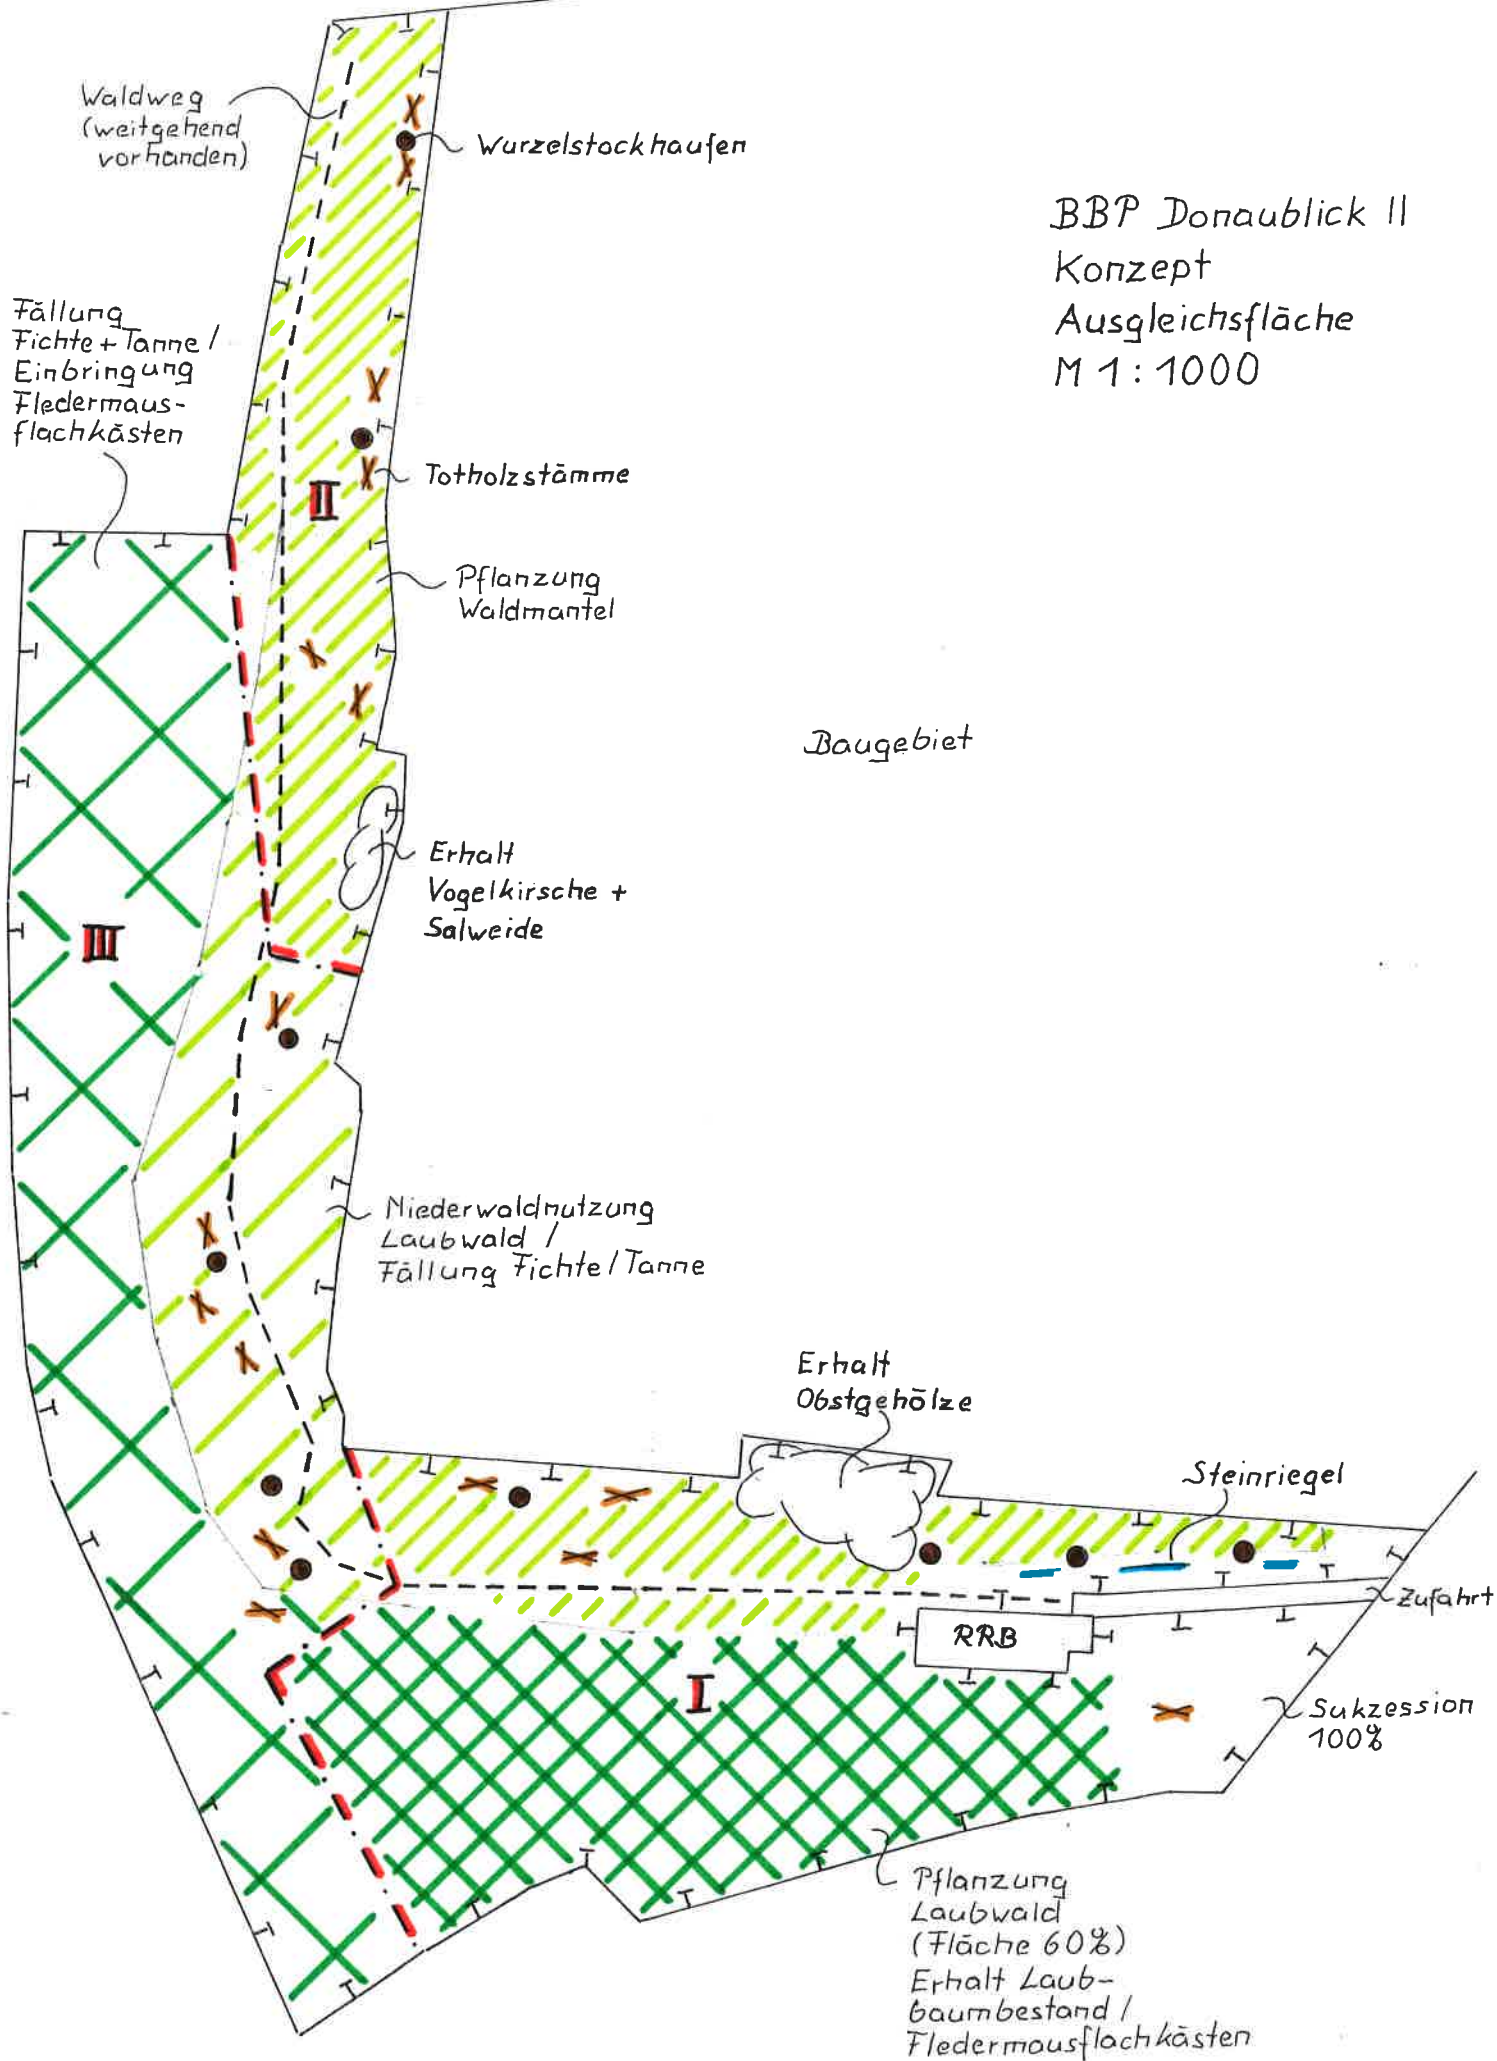 Waldweg
(weitgehend
vorhanden)
Wurzelstockhaufen
BBP Donaublick II
Konzept
Ausgleichsfläche
M 1:1000
Fällung
Fichte + Tanne /
Einbringung
Fledermaus-
flachkästen
Totholzstämme
II
Pflanzung
Waldmantel
Baugebiet
Erhalt
Vogelkirsche +
Salweide
III
Niederwaldnutzung
Laubwald /
Fällung Fichte / Tanne
Erhalt
Obstgehölze
Steinriegel
Zufahrt
RRB
I
Sukzession
100%
Pflanzung
Laubwald
(Fläche 60%)
Erhalt Laub-
baumbestand /
Fledermausflachkästen